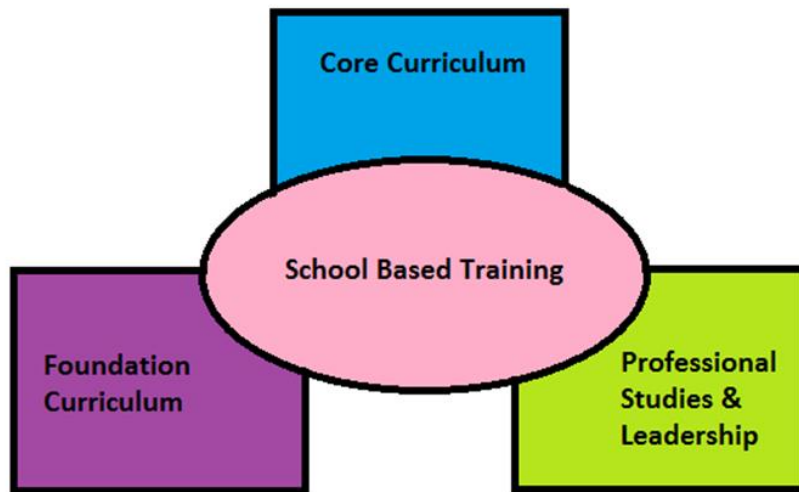 Core Curriculum
School Based Training
Foundation
Curriculum
Professional
Studies &
Leadership